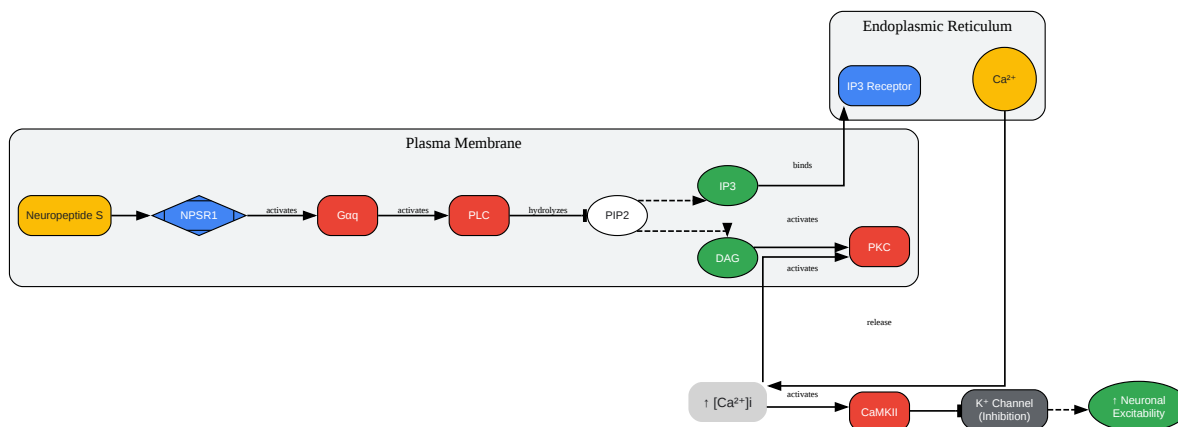 Endoplasmic Reticulum
IP3 Receptor
Ca²⁺
Plasma Membrane
binds
IP3
Neuropeptide S
NPSR1
activates
Gαq
activates
PLC
hydrolyzes
PIP2
activates
DAG
PKC
activates
release
↑ [Ca²⁺]i
activates
CaMKII
K⁺ Channel
(Inhibition)
↑ Neuronal
Excitability